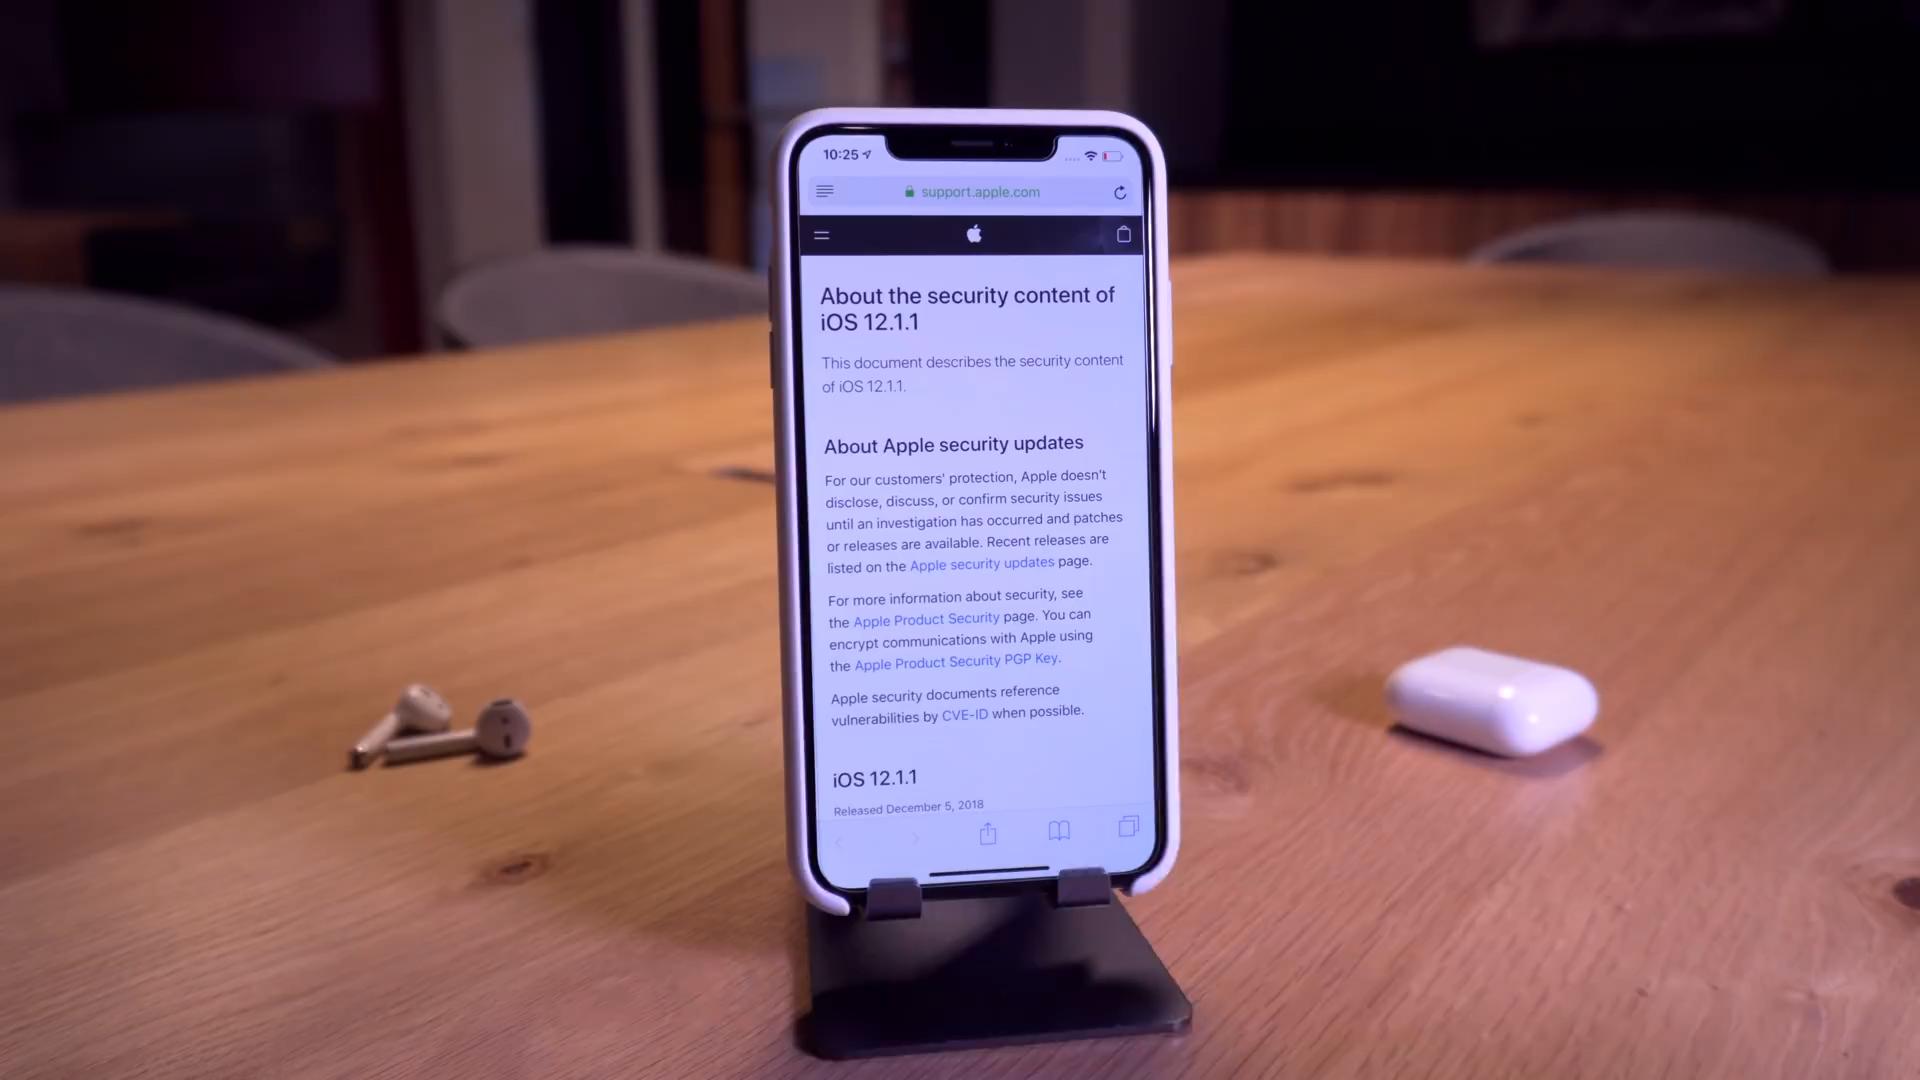 10:25
support.apple.com
About the security content of
iOS 12.1.1
This document describes the security content
of iOS 12.1.1.
About Apple security updates
For our customers' protection, Apple doesn't
disclose, discuss, or confirm security issues
until an investigation has occurred and patches
or releases are available. Recent releases are
listed on the Apple security updates page.
For more information about security, see
the Apple Product Security page. You can
encrypt communications with Apple using
the Apple Product Security PGP Key.
Apple security documents reference
vulnerabilities by CVE-ID when possible.
iOS 12.1.1
Released December 5, 2018